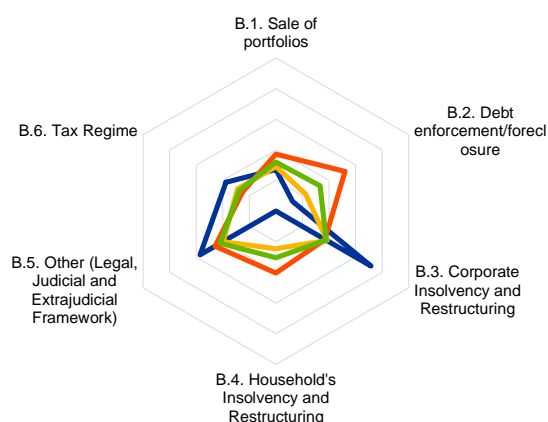 B.1. Sale of
portfolios
B.2. Debt
enforcement/forecl
osure
B.3. Corporate
Insolvency and
Restructuring
B.4. Household's
Insolvency and
Restructuring
B.5. Other (Legal,
Judicial and
Extrajudicial
Framework)
B.6. Tax Regime